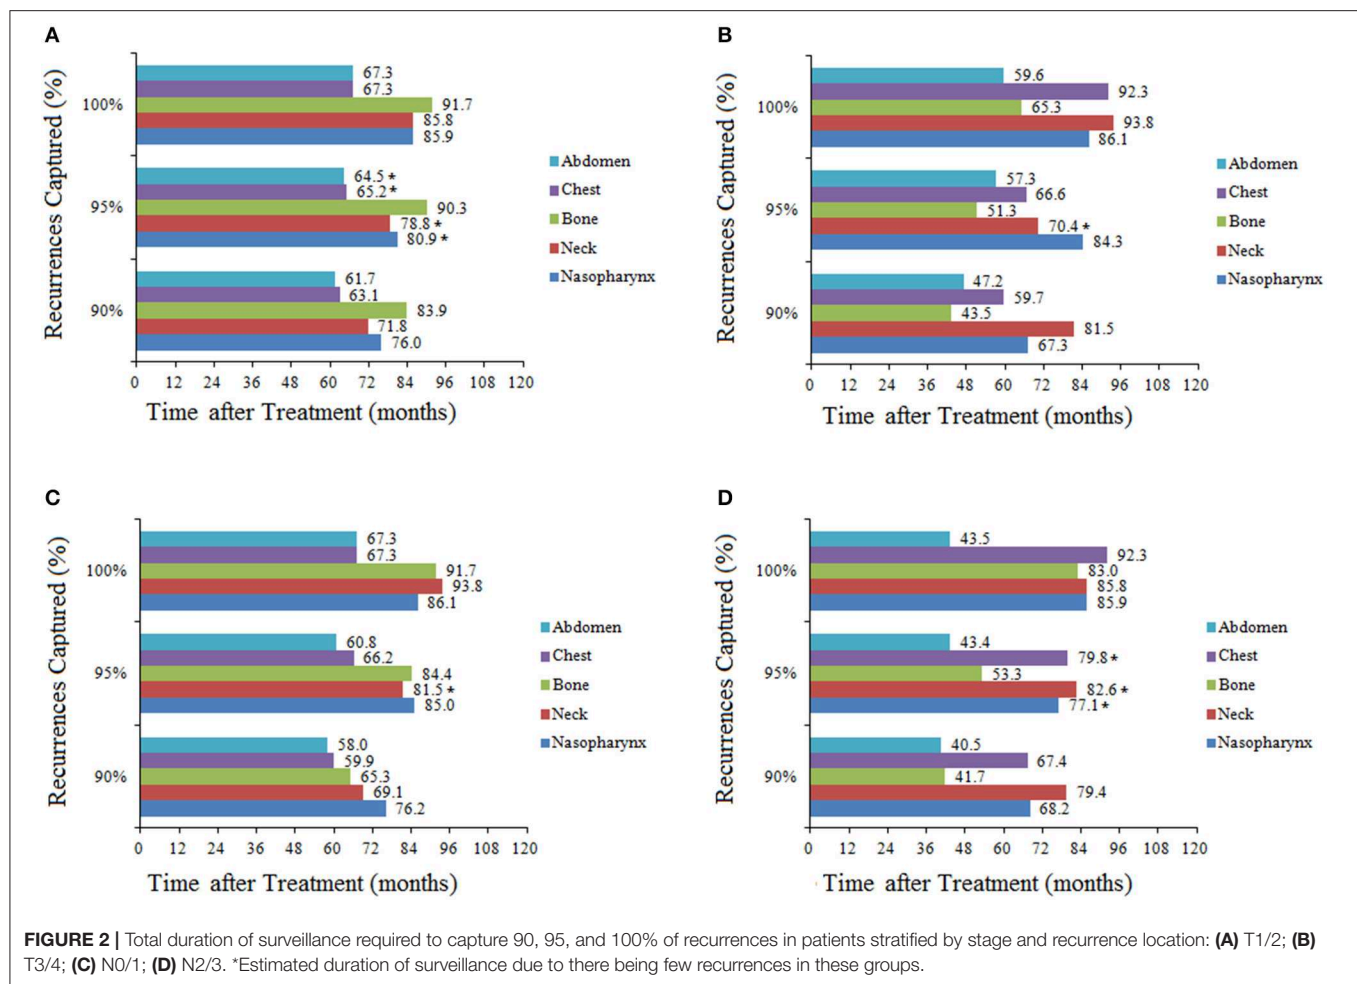 A
Recurrences Captured (%)
100%
67.3
67.3
91.7
85.8
85.9
95%
64.5 *
65.2 *
90.3
78.8 *
80.9 *
90%
61.7
63.1
83.9
71.8
76.0
0 12 24 36 48 60 72 84 96 108 120
Time after Treatment (months)
Abdomen
Chest
Bone
Neck
Nasopharynx
B
Recurrences Captured (%)
100%
59.6
92.3
65.3
93.8
86.1
95%
57.3
66.6
51.3
70.4 *
84.3
90%
47.2
59.7
43.5
81.5
67.3
0 12 24 36 48 60 72 84 96 108 120
Time after Treatment (months)
Abdomen
Chest
Bone
Neck
Nasopharynx
C
Recurrences Captured (%)
100%
67.3
67.3
91.7
93.8
86.1
95%
60.8
66.2
84.4
81.5 *
85.0
90%
58.0
59.9
65.3
69.1
76.2
0 12 24 36 48 60 72 84 96 108 120
Time after Treatment (months)
Abdomen
Chest
Bone
Neck
Nasopharynx
D
Recurrences Captured (%)
100%
43.5
92.3
83.0
85.8
85.9
95%
43.4
79.8 *
53.3
82.6 *
77.1 *
90%
40.5
67.4
41.7
79.4
68.2
0 12 24 36 48 60 72 84 96 108 120
Time after Treatment (months)
Abdomen
Chest
Bone
Neck
Nasopharynx
FIGURE 2 | Total duration of surveillance required to capture 90, 95, and 100% of recurrences in patients stratified by stage and recurrence location: (A) T1/2; (B)
T3/4; (C) N0/1; (D) N2/3. *Estimated duration of surveillance due to there being few recurrences in these groups.